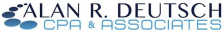 ALAN R. DEUTSCH
CPA & ASSOCIATES